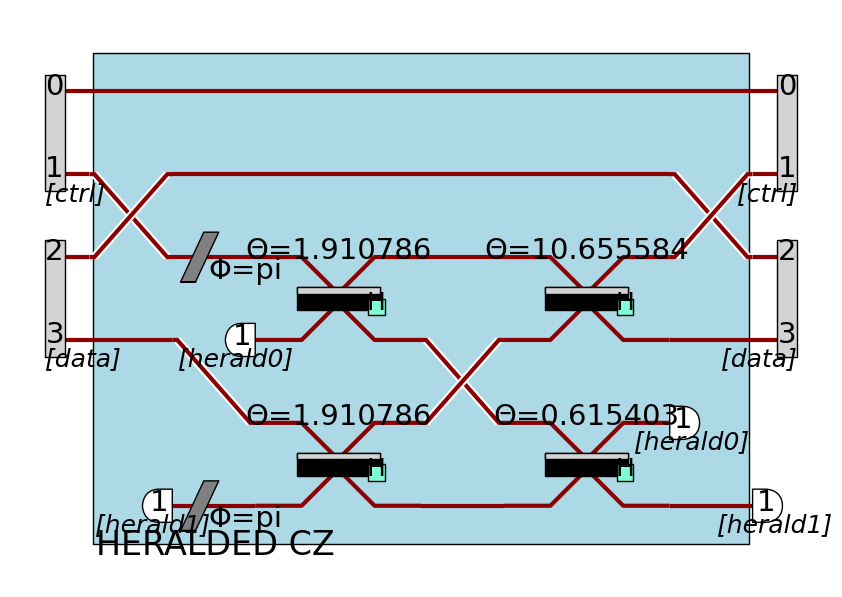 0 0
1 1
[ctrl] [ctrl]
2 Θ=1.910786 Θ=10.655584 2
Φ=pi
H H
3 1 3
[data] [herald0] [data]
Θ=1.910786 Θ=0.615403 1
[herald0]
H H
1 1
[herald1] Φ=pi [herald1]
HERALDED CZ